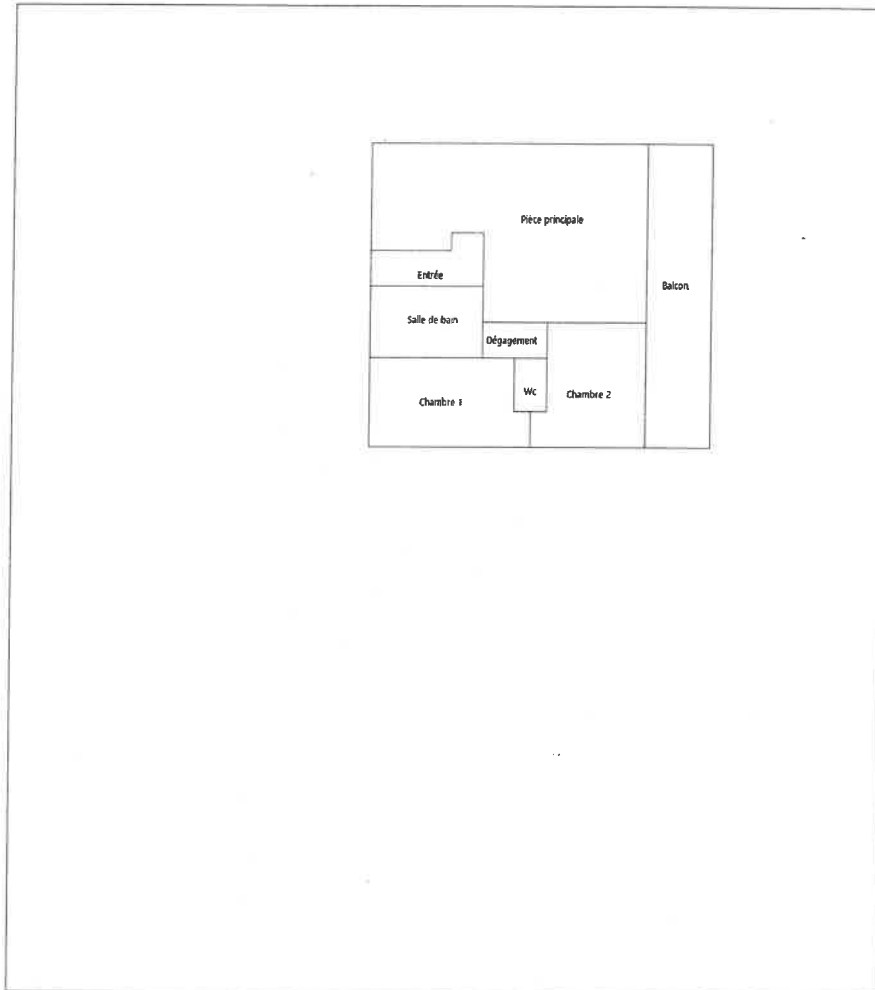 Pièce principale
Entrée
Balcon
Salle de bain
Dégagement
Wc
Chambre 2
Chambre 1